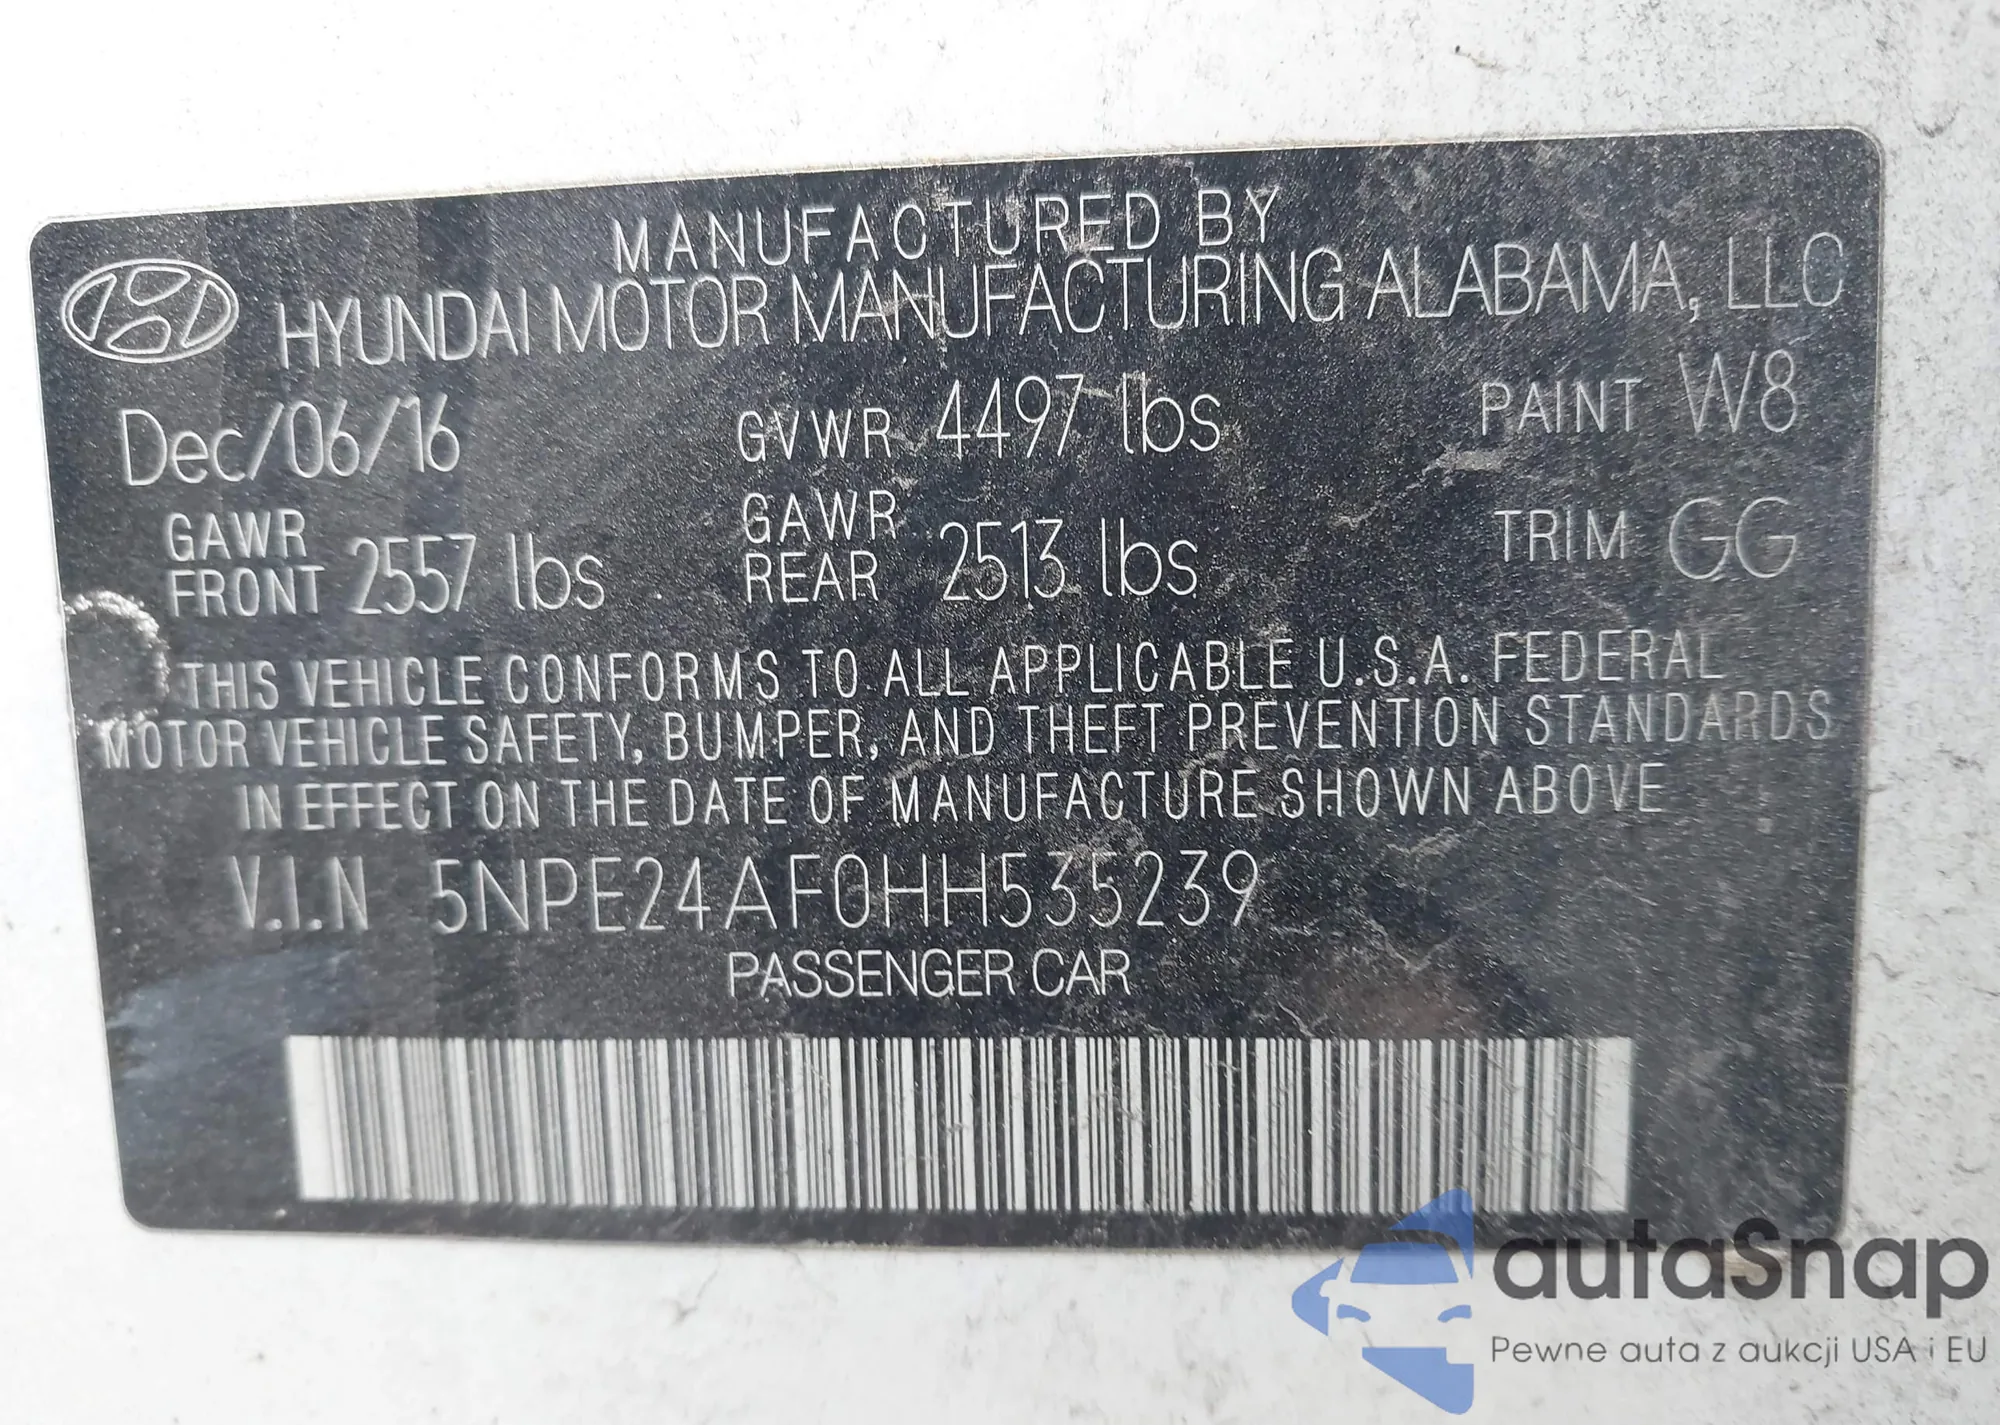 MANUFACTURED BY
HYUNDAI MOTOR MANUFACTURING ALABAMA, LLC
Dec/06/16 GVWR 4497 lbs PAINT W8
GAWR FRONT 2557 lbs GAWR REAR 2513 lbs TRIM GG
THIS VEHICLE CONFORMS TO ALL APPLICABLE U.S.A. FEDERAL
MOTOR VEHICLE SAFETY, BUMPER, AND THEFT PREVENTION STANDARDS
IN EFFECT ON THE DATE OF MANUFACTURE SHOWN ABOVE
V.I.N 5NPE24AF0HH535239
PASSENGER CAR
autoSnap
Pewne auta z aukcji USA i EU